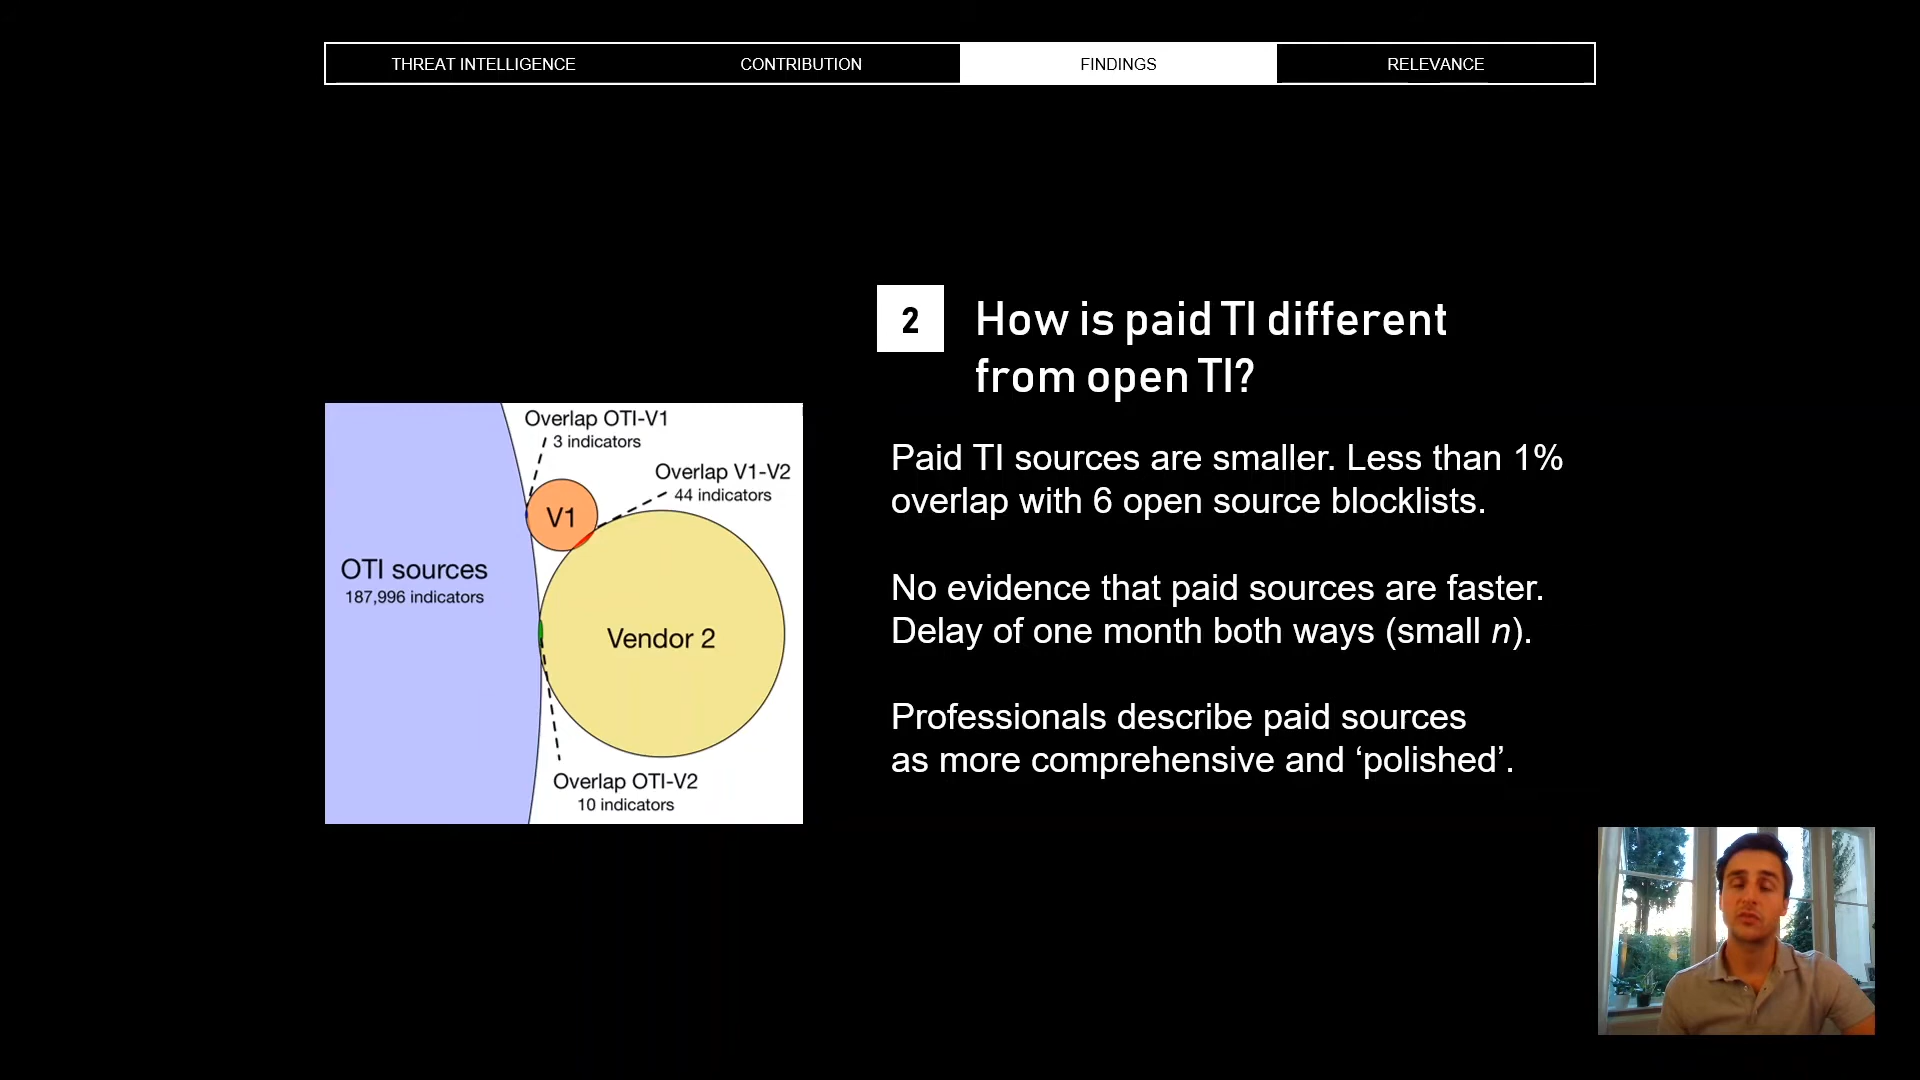 THREAT INTELLIGENCE
CONTRIBUTION
FINDINGS
RELEVANCE
2
How is paid TI different
from open TI?
Overlap OTI-V1
3 indicators
Overlap V1-V2
44 indicators
V1
OTI sources
187,996 indicators
Vendor 2
Overlap OTI-V2
10 indicators
Paid TI sources are smaller. Less than 1%
overlap with 6 open source blocklists.
No evidence that paid sources are faster.
Delay of one month both ways (small n).
Professionals describe paid sources
as more comprehensive and ‘polished’.